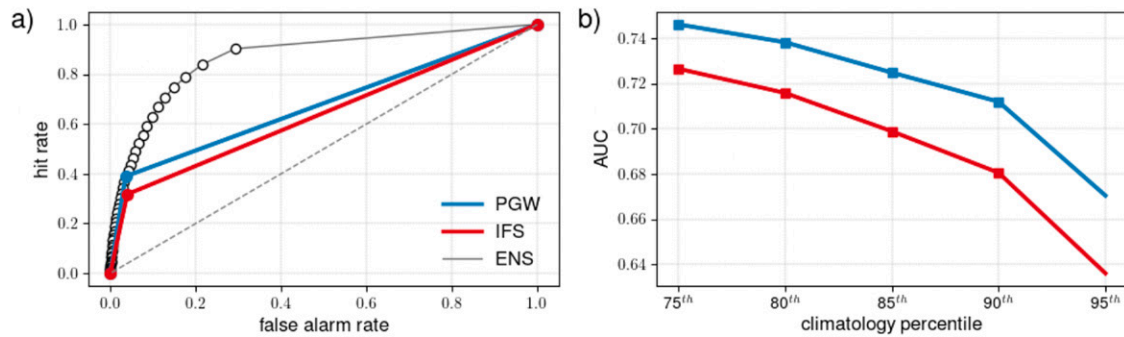 a)
1.0
0.8
0.6
0.4
0.2
0.0
hit rate
PGW
IFS
ENS
0.0 0.2 0.4 0.6 0.8 1.0
false alarm rate
b)
0.74
0.72
0.70
0.68
0.66
0.64
AUC
75th 80th 85th 90th 95th
climatology percentile